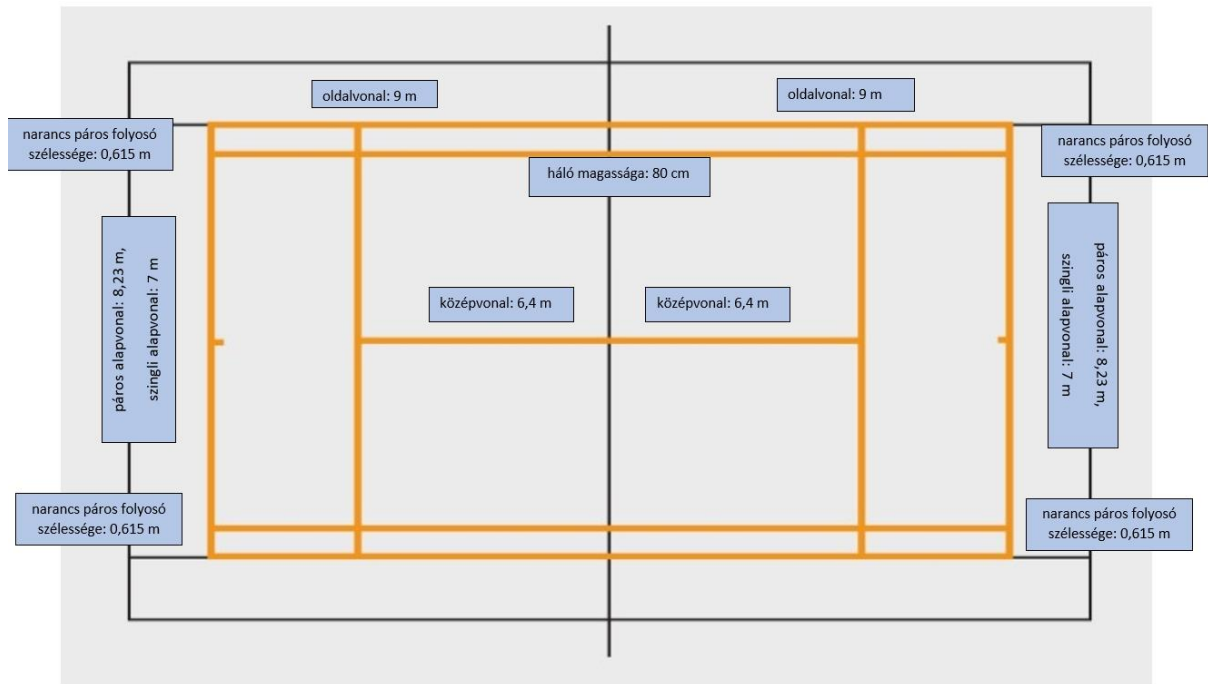 oldalvonal: 9 m
oldalvonal: 9 m
narancs páros folyosó
szélessége: 0,615 m
narancs páros folyosó
szélessége: 0,615 m
háló magassága: 80 cm
páros alapvonal: 8,23 m,
szingli alapvonal: 7 m
páros alapvonal: 8,23 m,
szingli alapvonal: 7 m
középvonal: 6,4 m
középvonal: 6,4 m
narancs páros folyosó
szélessége: 0,615 m
narancs páros folyosó
szélessége: 0,615 m